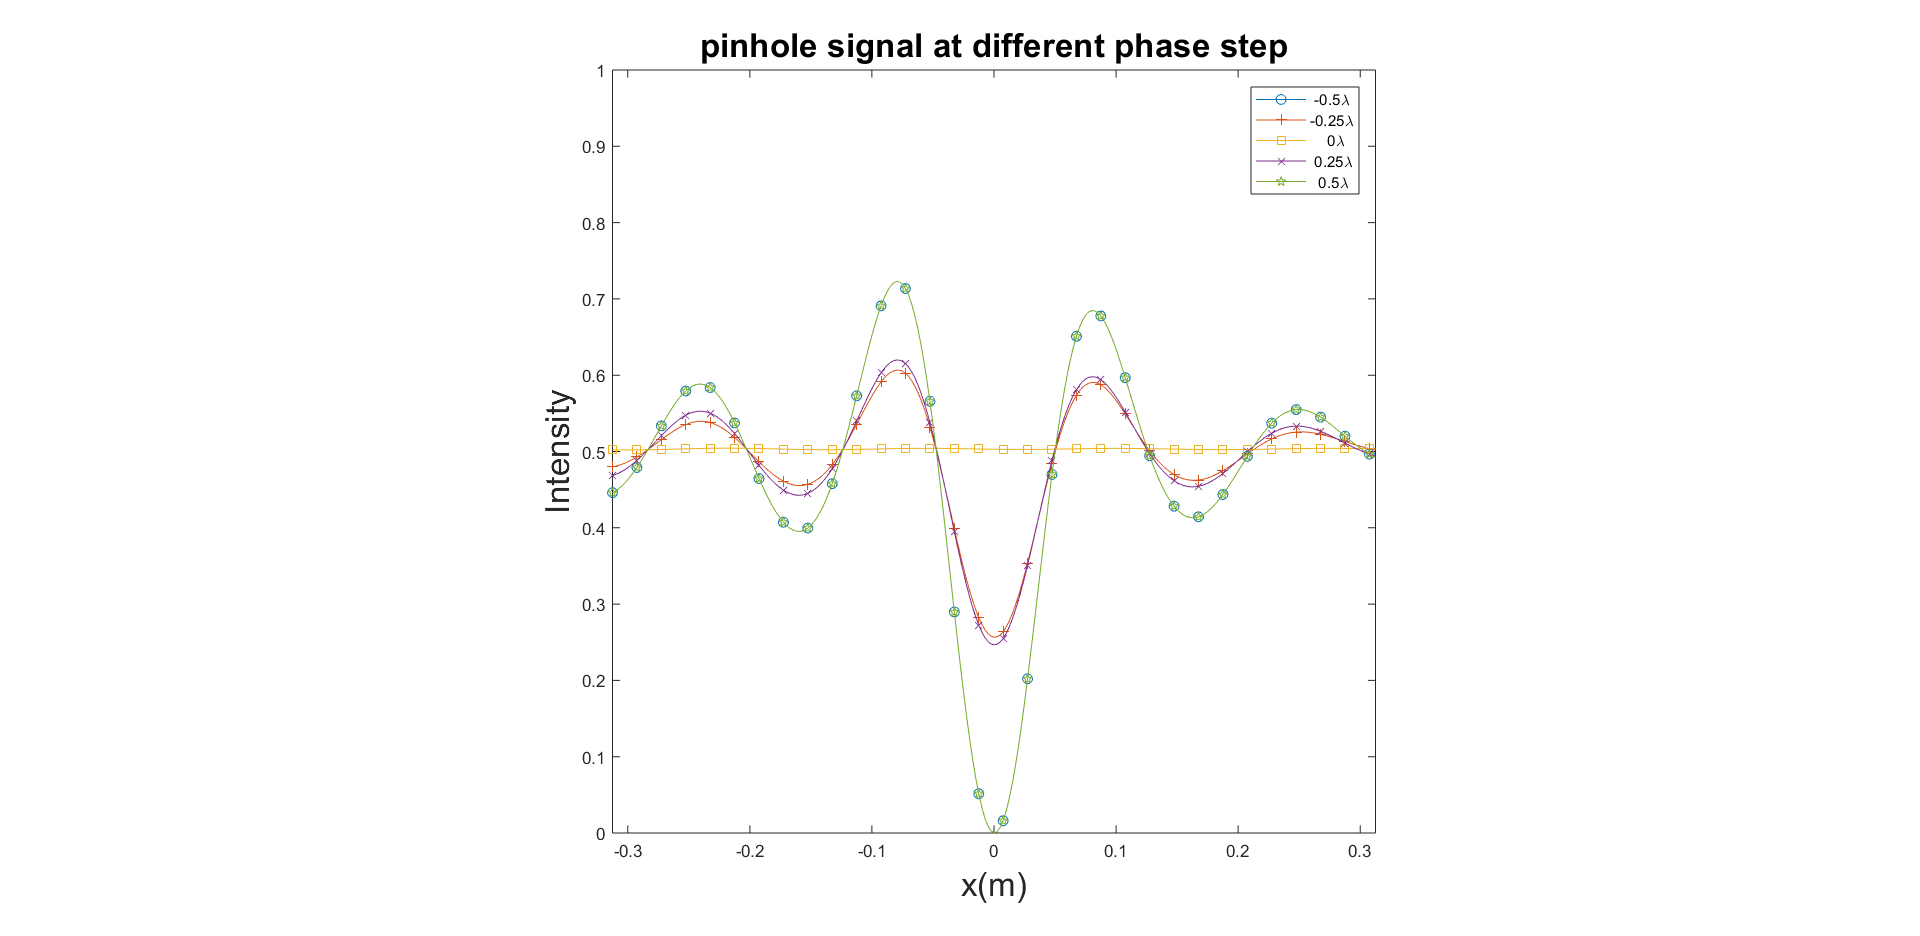 pinhole signal at different phase step
1
0.9
0.8
0.7
0.6
0.5
0.4
0.3
0.2
0.1
0
Intensity
-0.5λ
-0.25λ
0λ
0.25λ
0.5λ
-0.3
-0.2
-0.1
0
0.1
0.2
0.3
x(m)